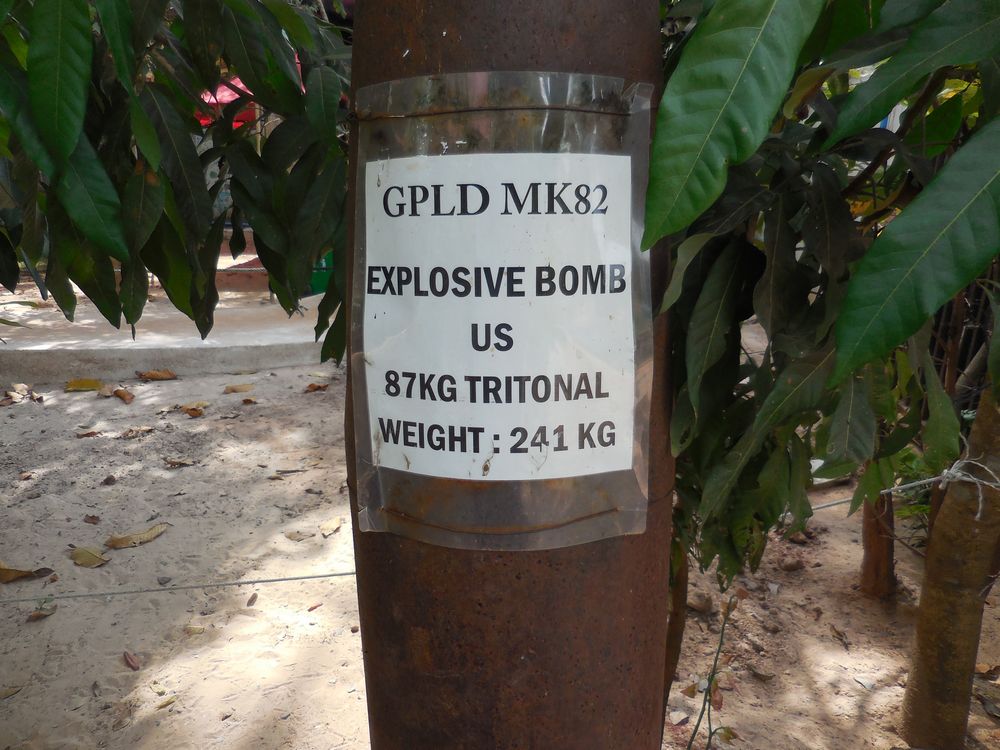 GPLD MK82
EXPLOSIVE BOMB
US
87KG TRITONAL
WEIGHT : 241 KG